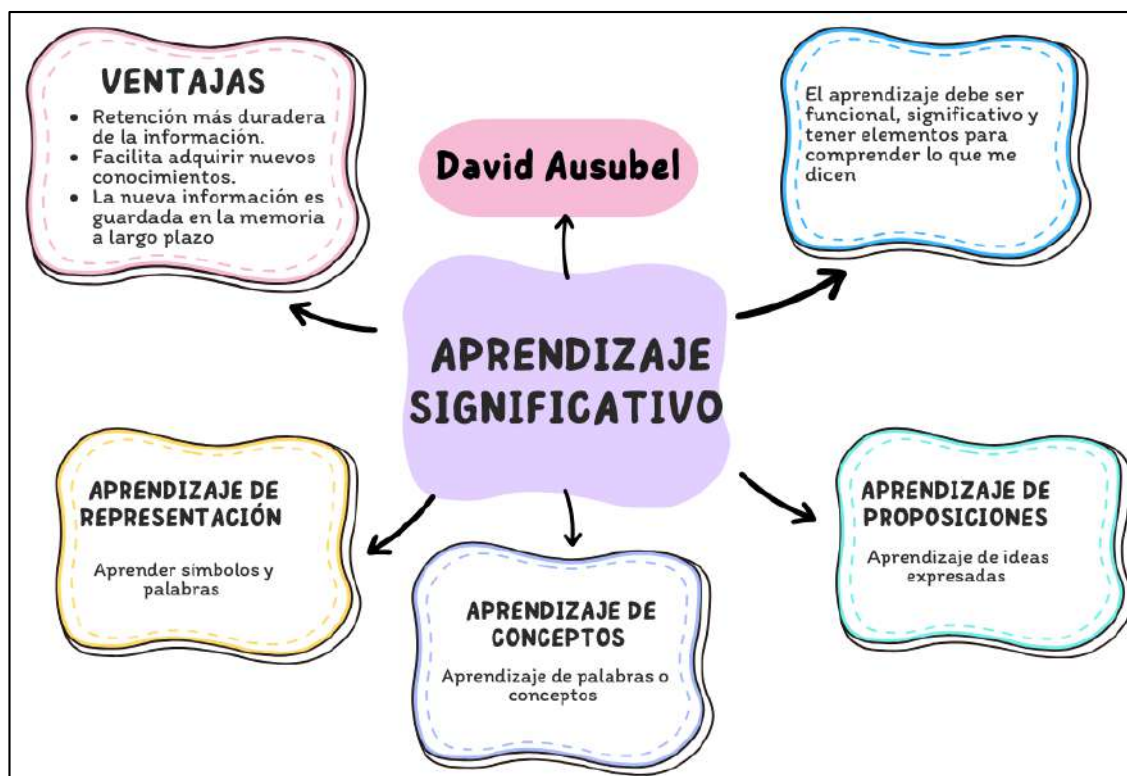 VENTAJAS
• Retención más duradera
de la información.
• Facilita adquirir nuevos
conocimientos.
• La nueva información es
guardada en la memoria
a largo plazo
David Ausubel
El aprendizaje debe ser
funcional, significativo y
tener elementos para
comprender lo que me
dicen
APRENDIZAJE
SIGNIFICATIVO
APRENDIZAJE DE
REPRESENTACIÓN
Aprender símbolos y
palabras
APRENDIZAJE DE
CONCEPTOS
Aprendizaje de palabras o
conceptos
APRENDIZAJE DE
PROPOSICIONES
Aprendizaje de ideas
expresadas